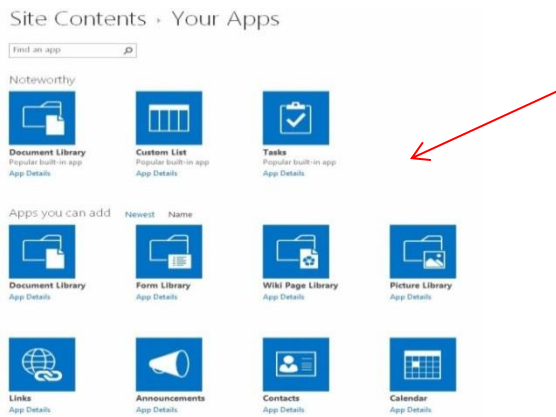 Site Contents › Your Apps
Find an app
Noteworthy
Document Library Custom List Tasks
Popular built-in app Popular built-in app Popular built-in app
App Details App Details App Details
Apps you can add Newest Name
Document Library Form Library Wiki Page Library Picture Library
App Details App Details App Details App Details
Links Announcements Contacts Calendar
App Details App Details App Details App Details